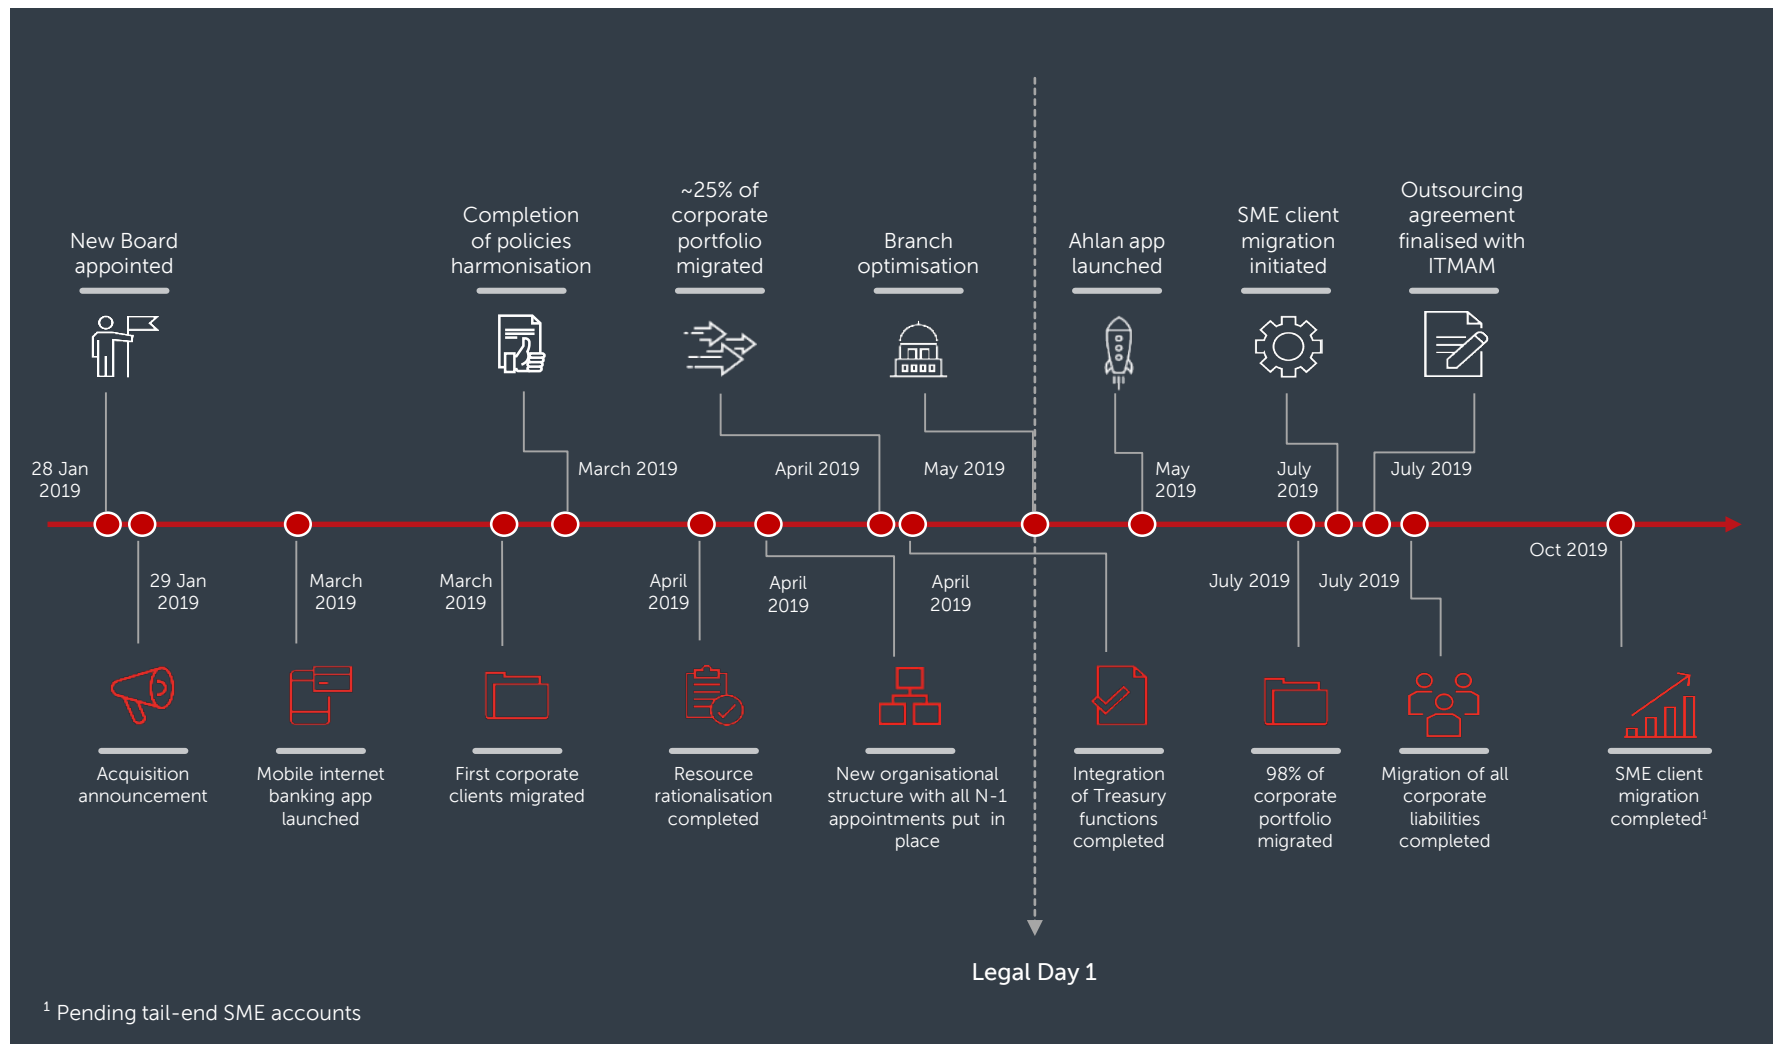 New Board
appointed
Completion
of policies
harmonisation
~25% of
corporate
portfolio
migrated
Branch
optimisation
Ahlan app
launched
SME client
migration
initiated
Outsourcing
agreement
finalised with
ITMAM
28 Jan
2019
March 2019
April 2019
May 2019
May
2019
July
2019
July 2019
29 Jan
2019
March
2019
March
2019
April
2019
April
2019
April
2019
July 2019
July 2019
Oct 2019
Acquisition
announcement
Mobile internet
banking app
launched
First corporate
clients migrated
Resource
rationalisation
completed
New organisational
structure with all N-1
appointments put in
place
Integration
of Treasury
functions
completed
98% of
corporate
portfolio
migrated
Migration of all
corporate
liabilities
completed
SME client
migration
completed¹
Legal Day 1
¹ Pending tail-end SME accounts